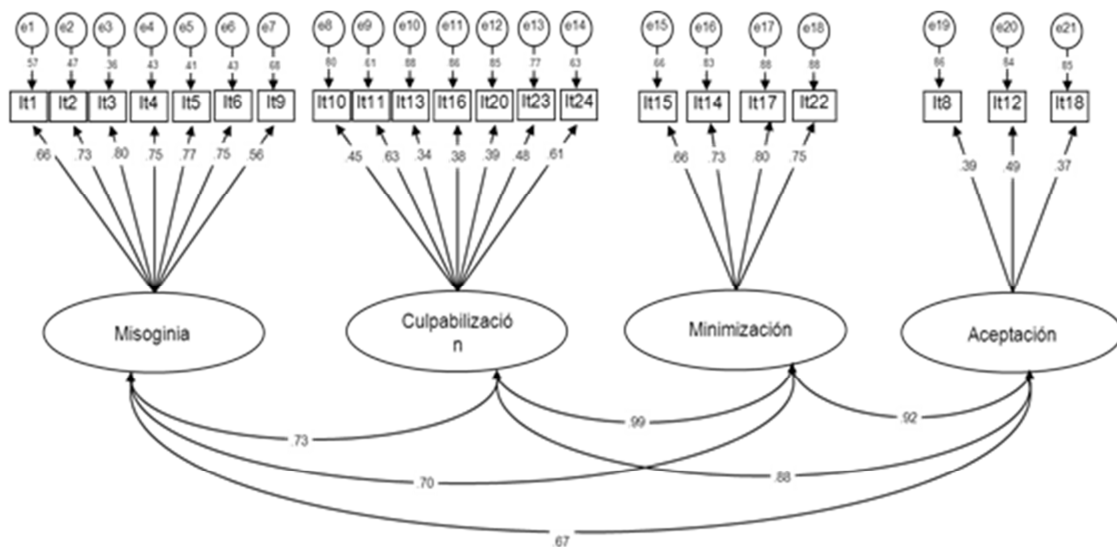 e1 e2 e3 e4 e5 e6 e7 e8 e9 e10 e11 e12 e13 e14 e15 e16 e17 e18 e19 e20 e21
57 47 36 43 41 43 68 80 61 88 86 85 77 63 66 83 88 88 86 84 85
It1 It2 It3 It4 It5 It6 It9 It10 It11 It13 It16 It20 It23 It24 It15 It14 It17 It22 It8 It12 It18
.66 .73 .80 .75 .77 .75 .56 .45 .63 .34 .38 .39 .48 .61 .66 .73 .80 .75 .39 .49 .37
Misoginia
Culpabilizació
n
Minimización
Aceptación
.73
.99
.92
.70
.88
.67